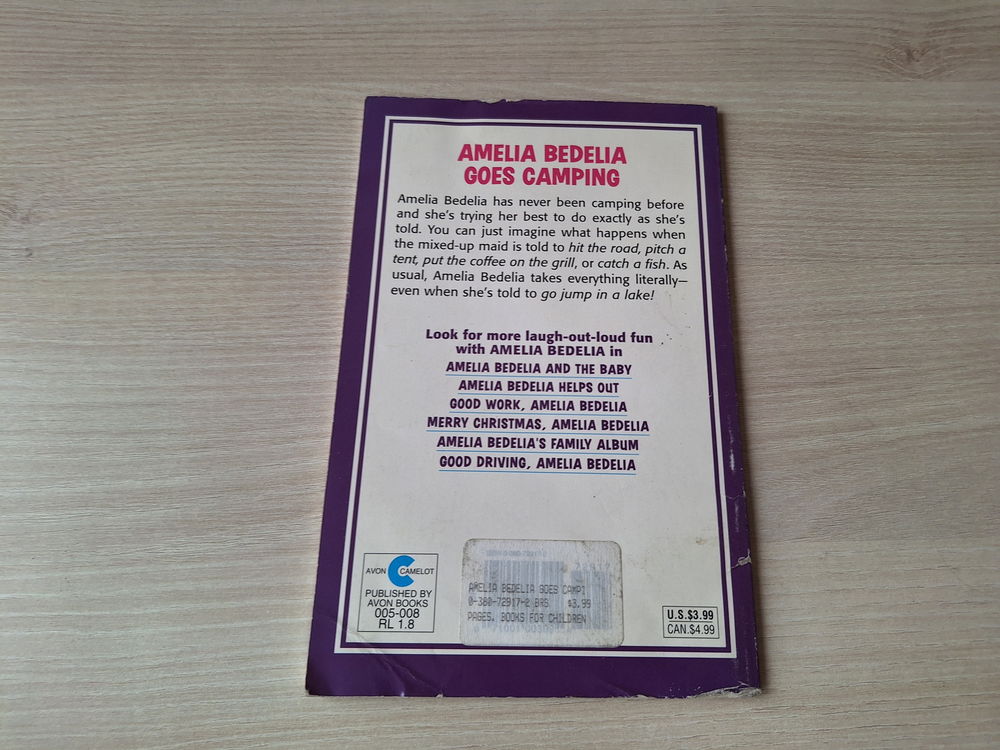 AMELIA BEDELIA
GOES CAMPING
Amelia Bedelia has never been camping before
and she's trying her best to do exactly as she's
told. You can just imagine what happens when
the mixed-up maid is told to hit the road, pitch a
tent, put the coffee on the grill, or catch a fish. As
usual, Amelia Bedelia takes everything literally—
even when she's told to go jump in a lake!
Look for more laugh-out-loud fun
with AMELIA BEDELIA in
AMELIA BEDELIA AND THE BABY
AMELIA BEDELIA HELPS OUT
GOOD WORK, AMELIA BEDELIA
MERRY CHRISTMAS, AMELIA BEDELIA
AMELIA BEDELIA'S FAMILY ALBUM
GOOD DRIVING, AMELIA BEDELIA
AVON CAMELOT
PUBLISHED BY
AVON BOOKS
005-008
RL 1.8
AMELIA BEDELIA GOES CAMPI
0-380-72917-2 BRS $3.99
PAGES, BOOKS FOR CHILDREN
U.S.$3.99
CAN.$4.99